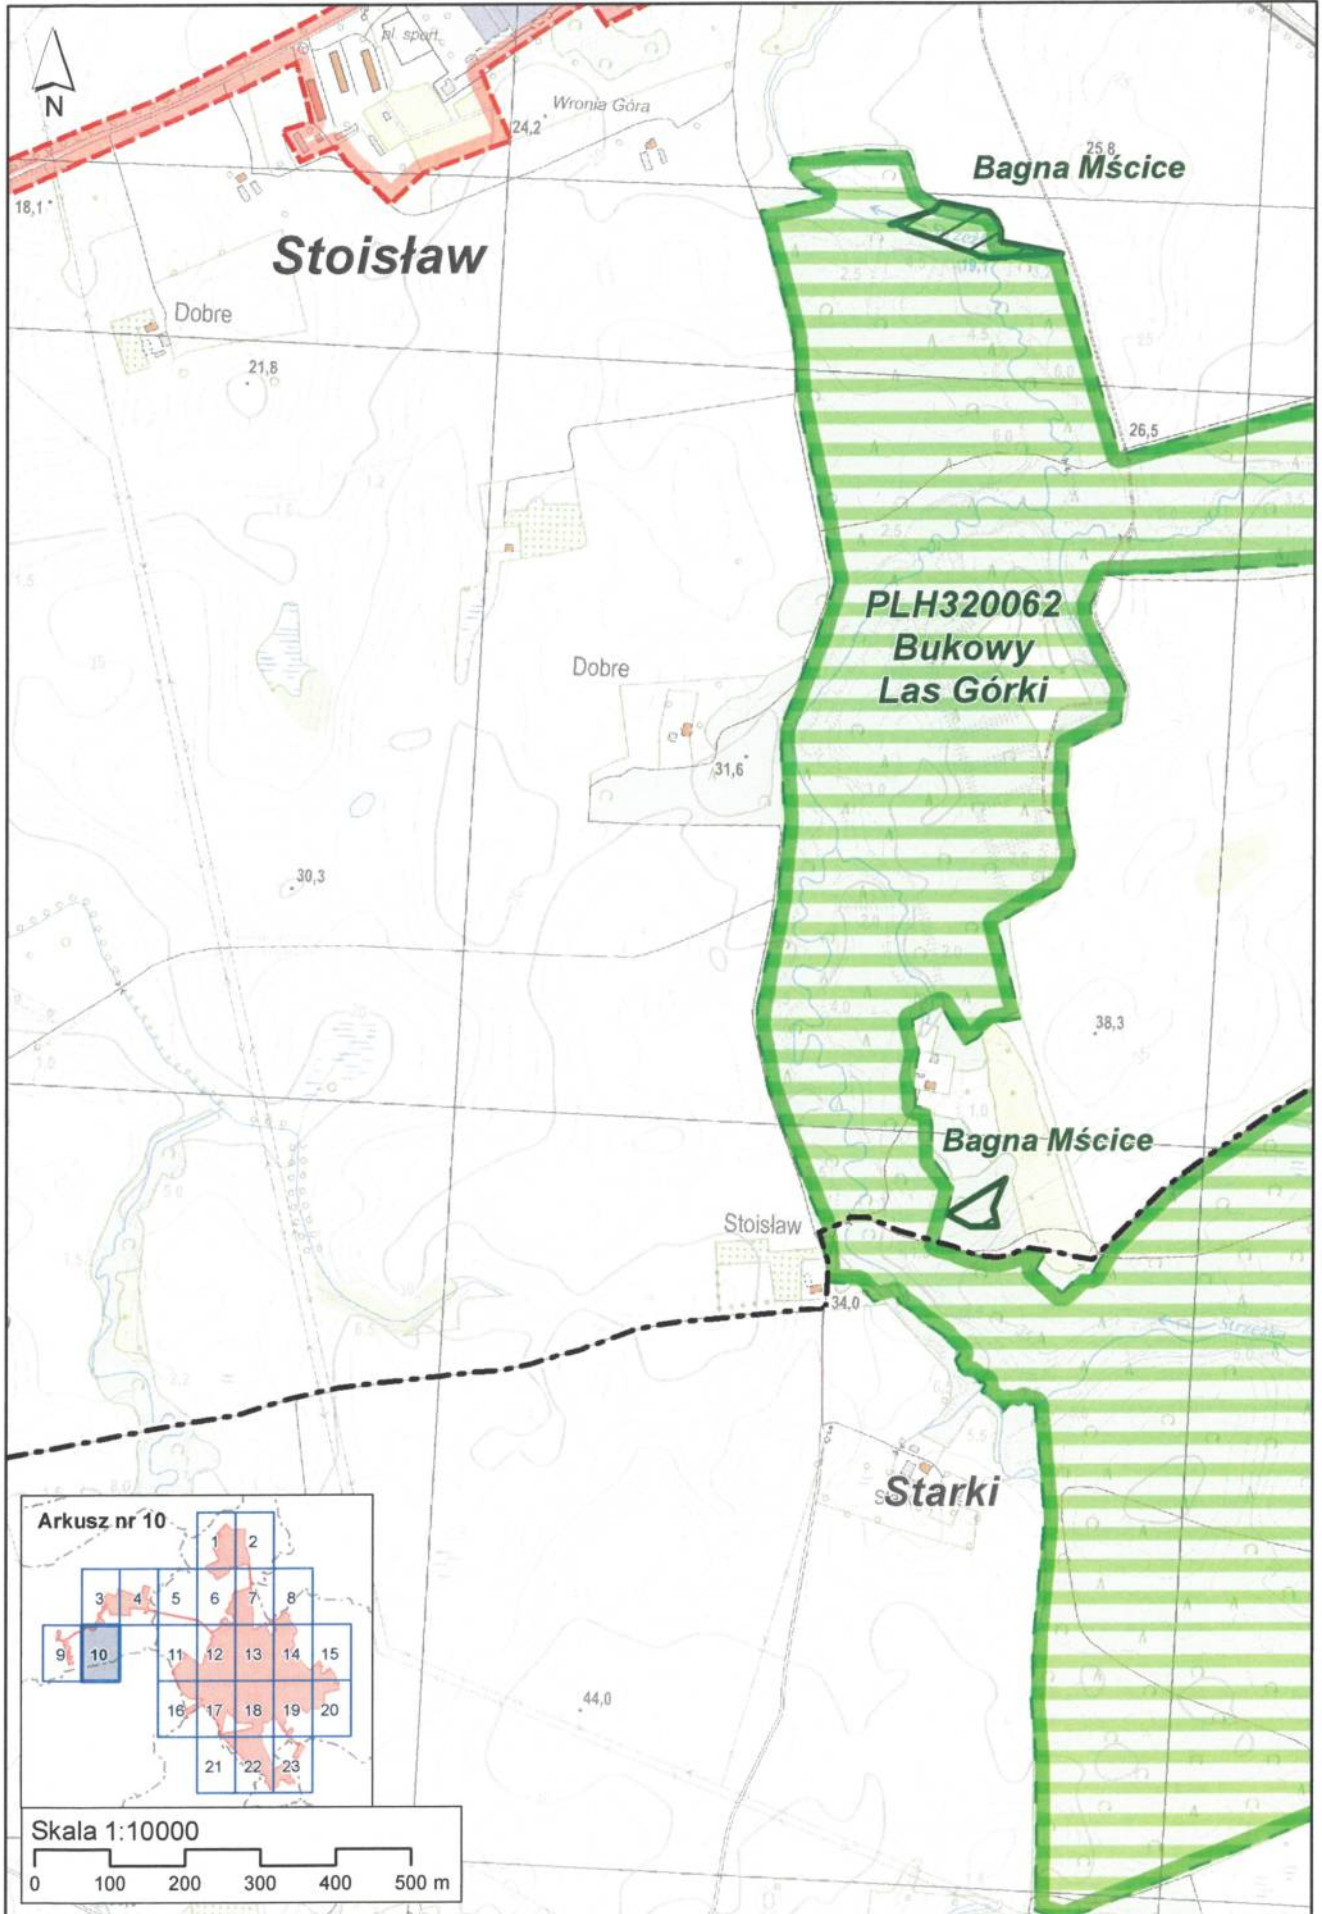 pl. sport.
N
Wronia Góra
24,2
25,8
Bagna Mścice
18,1
Stoisław
19,1
Dobre
21,8
26,5
PLH320062
Bukowy
Las Górki
Dobre
31,6
30,3
38,3
Bagna Mścice
Stoisław
34,0
Strzeżka
Starki
Arkusz nr 10
1 2
3 4 5 6 7 8
9 10 11 12 13 14 15
16 17 18 19 20
21 22 23
44,0
Skala 1:10000
0 100 200 300 400 500 m